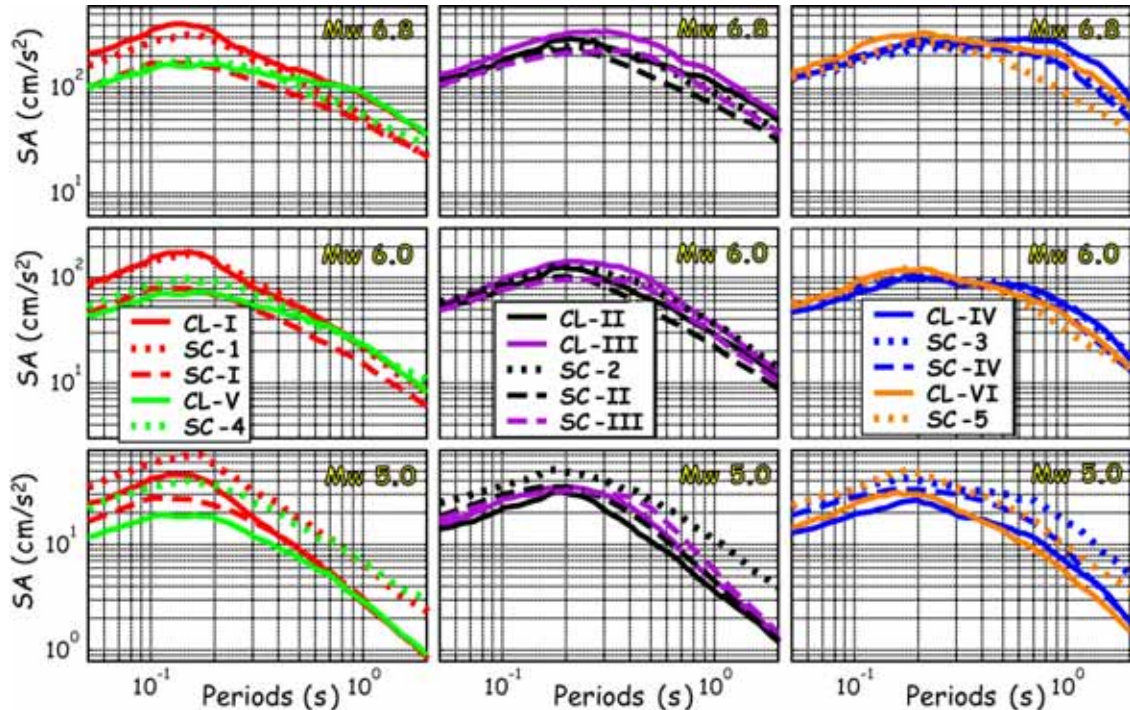 Mw 6.8
Mw 6.8
Mw 6.8
SA (cm/s²)
10²
10¹
Mw 6.0
Mw 6.0
Mw 6.0
SA (cm/s²)
10²
10¹
CL-I
SC-1
SC-I
CL-V
SC-4
CL-II
CL-III
SC-2
SC-II
SC-III
CL-IV
SC-3
SC-IV
CL-VI
SC-5
Mw 5.0
Mw 5.0
Mw 5.0
SA (cm/s²)
10¹
10⁰
10⁻¹ Periods (s) 10⁰
10⁻¹ Periods (s) 10⁰
10⁻¹ Periods (s) 10⁰